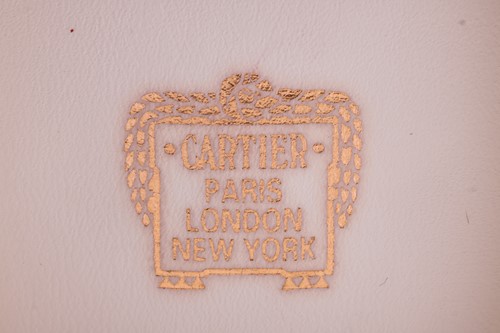 · CARTIER ·
PARIS
LONDON
NEW YORK